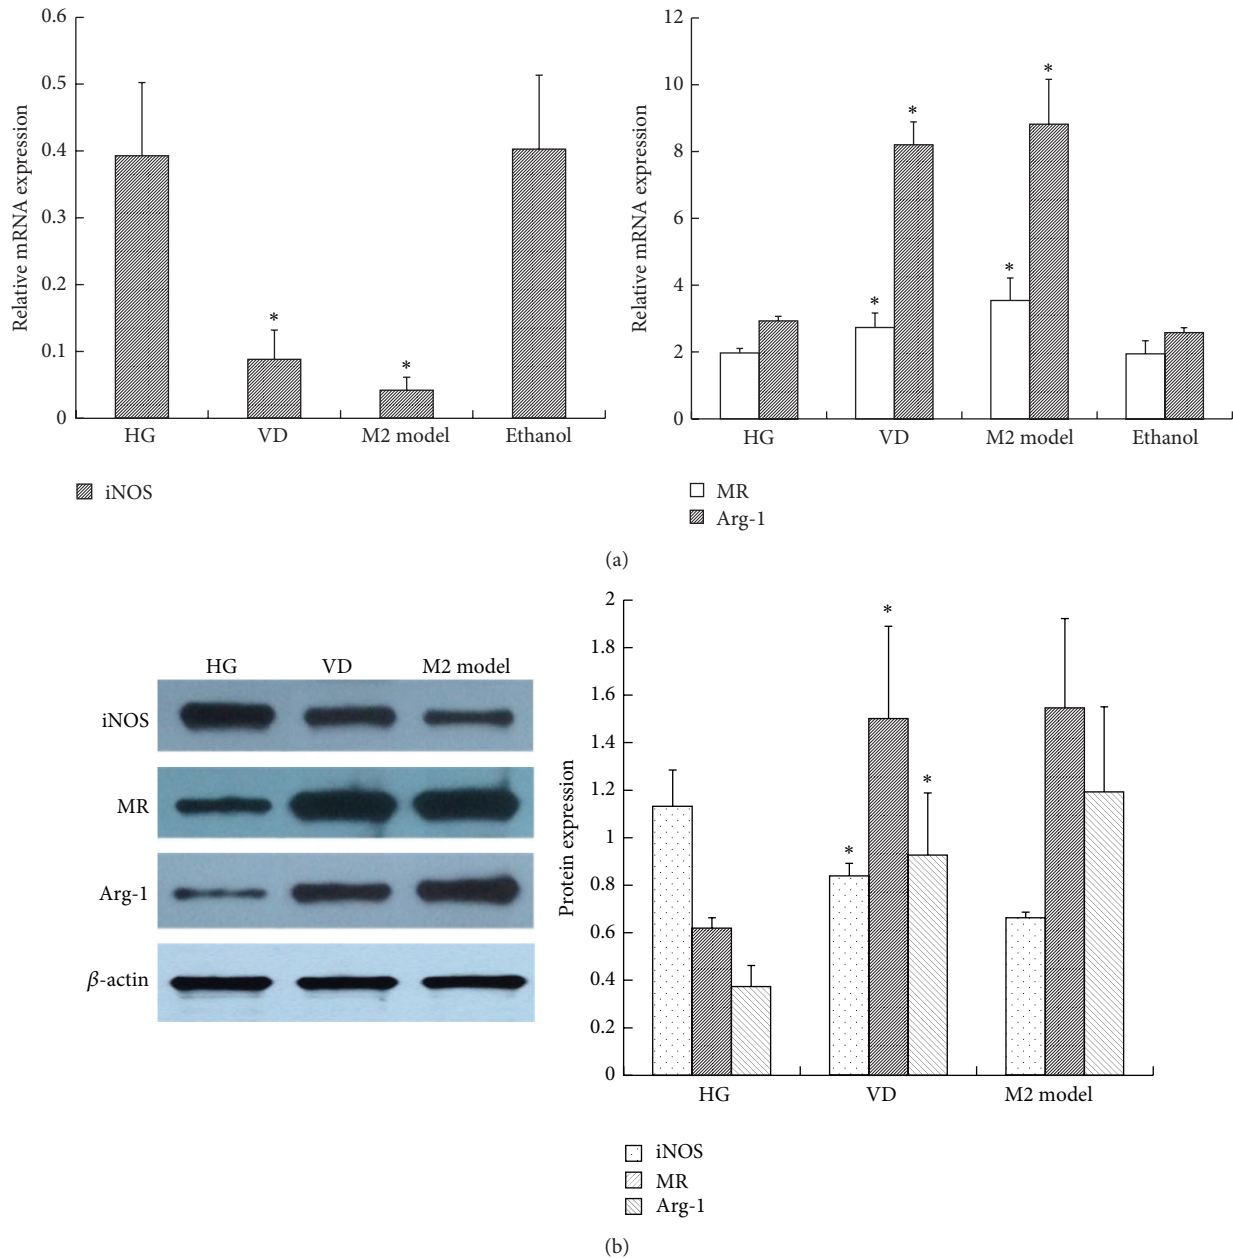 0.6
0.5
0.4
0.3
0.2
0.1
0
Relative mRNA expression
*
*
HG VD M2 model Ethanol
iNOS
12
10
8
6
4
2
0
Relative mRNA expression
*
*
*
*
HG VD M2 model Ethanol
MR
Arg-1
(a)
HG VD M2 model
iNOS
MR
Arg-1
β-actin
2
1.8
1.6
1.4
1.2
1
0.8
0.6
0.4
0.2
0
Protein expression
*
*
*
HG VD M2 model
iNOS
MR
Arg-1
(b)